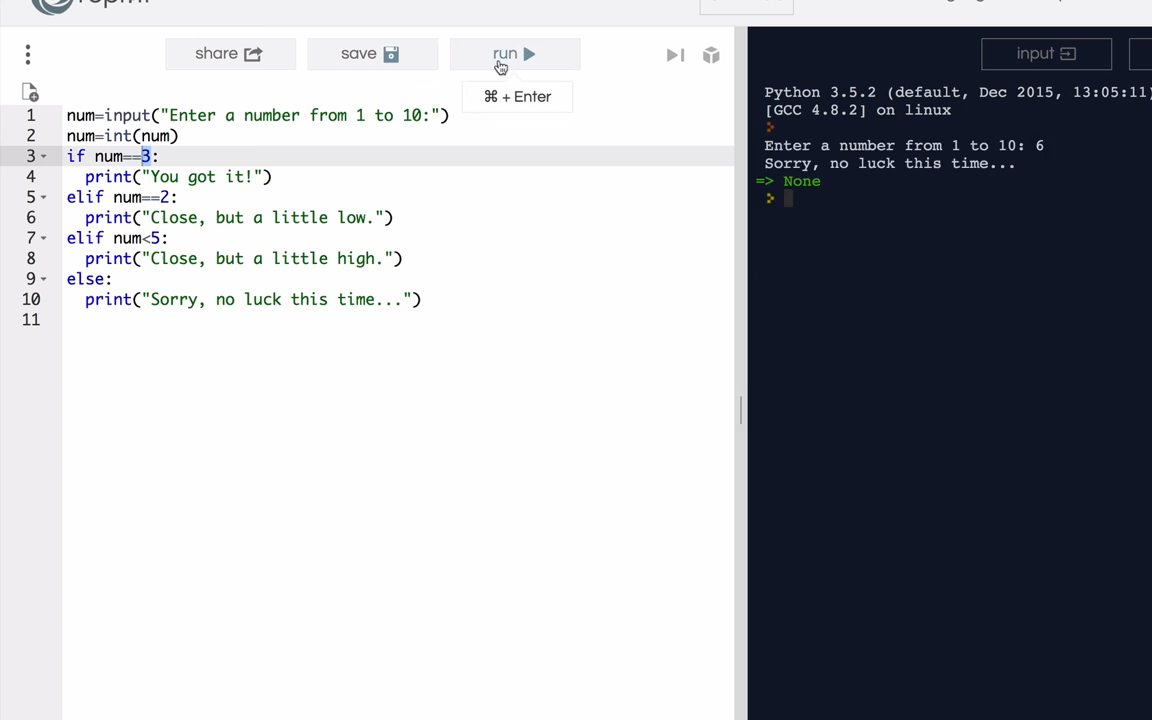 share
save
run
input
⌘ + Enter
1 num=input("Enter a number from 1 to 10:")
2 num=int(num)
3 if num==3:
4 print("You got it!")
5 elif num==2:
6 print("Close, but a little low.")
7 elif num<5:
8 print("Close, but a little high.")
9 else:
10 print("Sorry, no luck this time...")
11
Python 3.5.2 (default, Dec 2015, 13:05:11)
[GCC 4.8.2] on linux
Enter a number from 1 to 10: 6
Sorry, no luck this time...
=> None